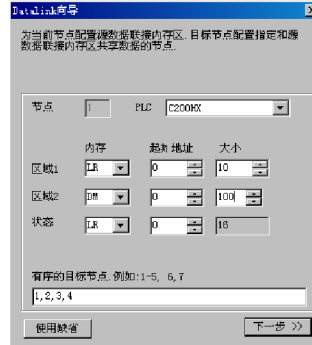 Datalink向导
为当前节点配置源数据联接内存区.目标节点配置指定和源
数据联接内存区共享数据的节点.
节点 1 PLC C200HX
内存 起始地址 大小
区域1 LR 0 10
区域2 DM 0 100
状态 LR 0 16
有序的目标节点.例如:1-5, 6,7
1,2,3,4
使用缺省 下一步 >>